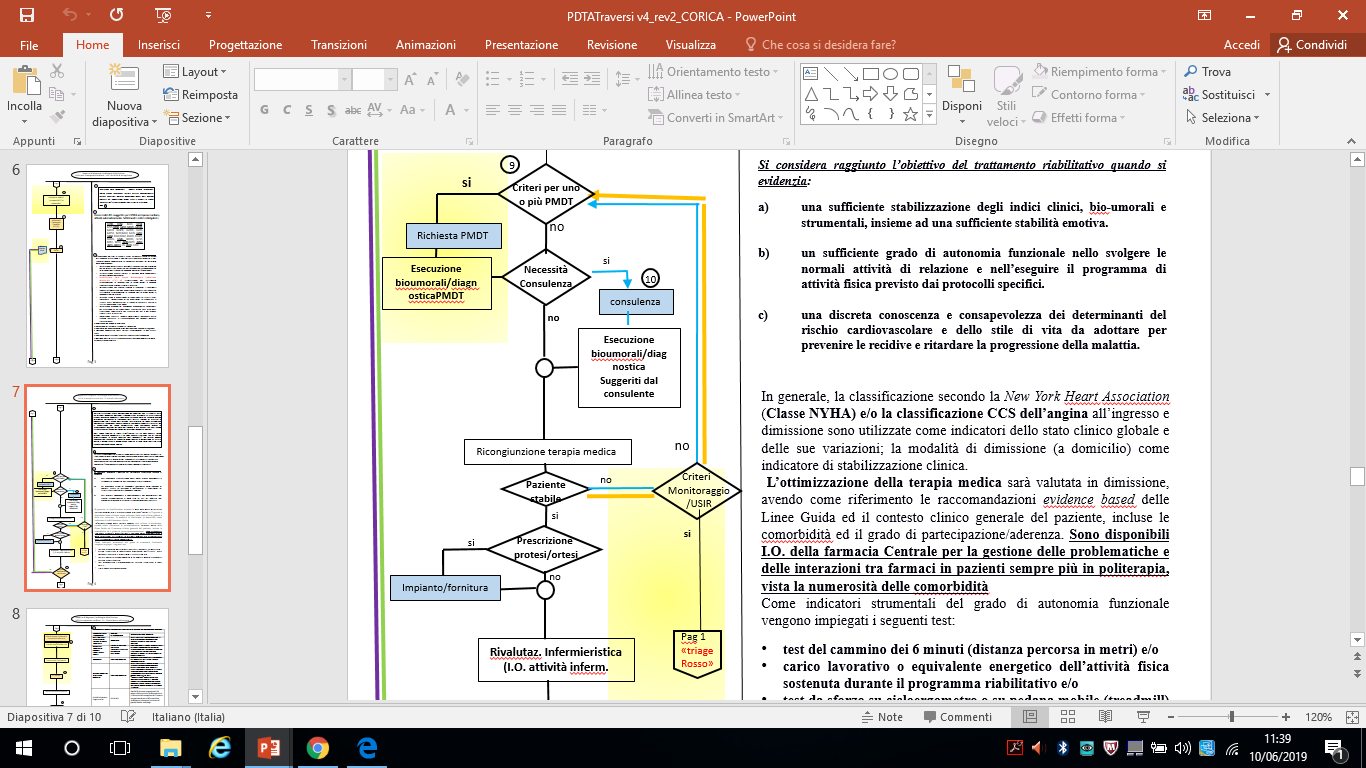 PDTATraversi v4_rev2_CORICA - PowerPoint
File
Home
Inserisci
Progettazione
Transizioni
Animazioni
Presentazione
Revisione
Visualizza
Che cosa si desidera fare?
Accedi
Condividi
Incolla
Nuova
diapositiva
Layout
Reimposta
Sezione
G C S S abc AV Aa A
Orientamento testo
Allinea testo
Converti in SmartArt
Disponi
Stili
veloci
Riempimento forma
Contorno forma
Effetti forma
Trova
Sostituisci
Seleziona
Appunti
Diapositive
Carattere
Paragrafo
Disegno
Modifica
6
7
8
9
si
Criteri per uno
o più PMDT
no
Richiesta PMDT
Esecuzione
bioumorali/diagn
osticaPMDT
Necessità
Consulenza
si
10
consulenza
no
Esecuzione
bioumorali/diag
nostica
Suggeriti dal
consulente
Ricongiunzione terapia medica
no
Paziente
stabile
no
Criteri
Monitoraggio
/USIR
si
si
Prescrizione
protesi/ortesi
si
no
Impianto/fornitura
Pag 1
«triage
Rosso»
Rivalutaz. Infermieristica
(I.O. attività inferm.
Si considera raggiunto l’obiettivo del trattamento riabilitativo quando si
evidenzia:
a) una sufficiente stabilizzazione degli indici clinici, bio-umorali e
strumentali, insieme ad una sufficiente stabilità emotiva.
b) un sufficiente grado di autonomia funzionale nello svolgere le
normali attività di relazione e nell’eseguire il programma di
attività fisica previsto dai protocolli specifici.
c) una discreta conoscenza e consapevolezza dei determinanti del
rischio cardiovascolare e dello stile di vita da adottare per
prevenire le recidive e ritardare la progressione della malattia.
In generale, la classificazione secondo la New York Heart Association
(Classe NYHA) e/o la classificazione CCS dell’angina all’ingresso e
dimissione sono utilizzate come indicatori dello stato clinico globale e
delle sue variazioni; la modalità di dimissione (a domicilio) come
indicatore di stabilizzazione clinica.
L’ottimizzazione della terapia medica sarà valutata in dimissione,
avendo come riferimento le raccomandazioni evidence based delle
Linee Guida ed il contesto clinico generale del paziente, incluse le
comorbidità ed il grado di partecipazione/aderenza. Sono disponibili
I.O. della farmacia Centrale per la gestione delle problematiche e
delle interazioni tra farmaci in pazienti sempre più in politerapia,
vista la numerosità delle comorbidità
Come indicatori strumentali del grado di autonomia funzionale
vengono impiegati i seguenti test:
• test del cammino dei 6 minuti (distanza percorsa in metri) e/o
• carico lavorativo o equivalente energetico dell’attività fisica
sostenuta durante il programma riabilitativo e/o
• test da sforzo su cicloergometro o su pedana mobile (treadmill)
Diapositiva 7 di 10
Italiano (Italia)
Note
Commenti
120%
11:39
10/06/2019
1